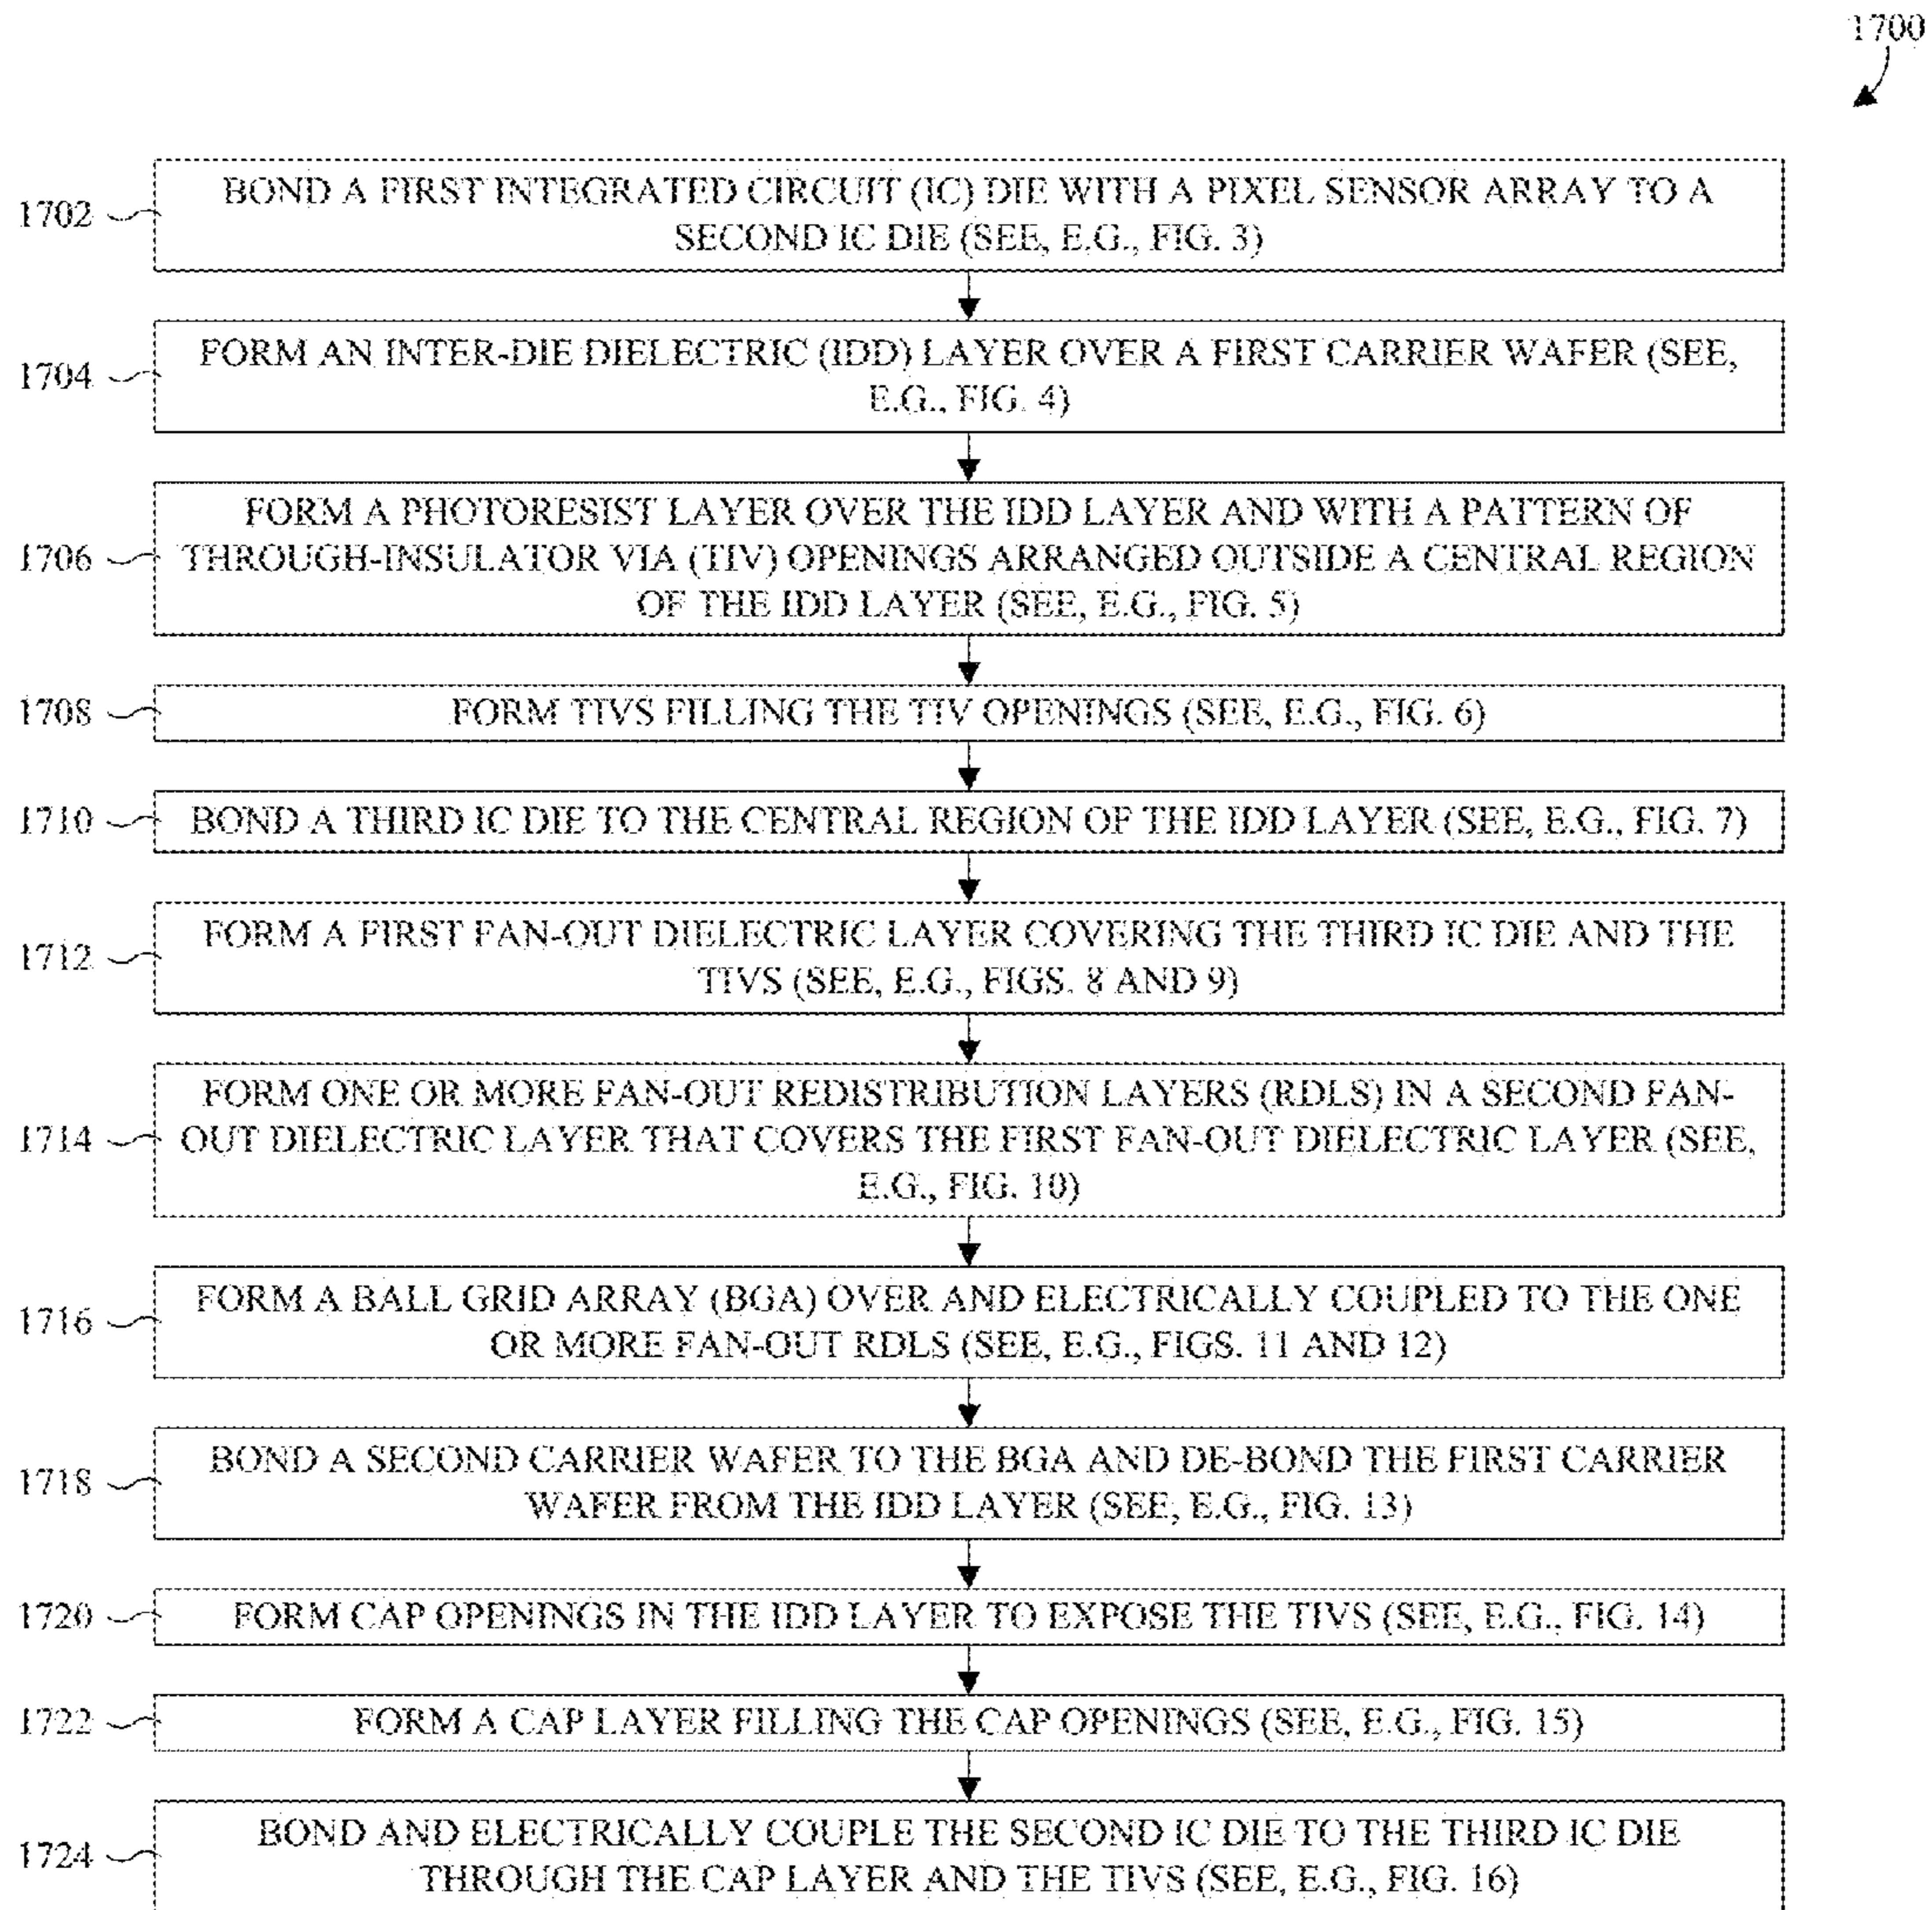 1700
1702
BOND A FIRST INTEGRATED CIRCUIT (IC) DIE WITH A PIXEL SENSOR ARRAY TO A
SECOND IC DIE (SEE, E.G., FIG. 3)
1704
FORM AN INTER-DIE DIELECTRIC (IDD) LAYER OVER A FIRST CARRIER WAFER (SEE,
E.G., FIG. 4)
1706
FORM A PHOTORESIST LAYER OVER THE IDD LAYER AND WITH A PATTERN OF
THROUGH-INSULATOR VIA (TIV) OPENINGS ARRANGED OUTSIDE A CENTRAL REGION
OF THE IDD LAYER (SEE, E.G., FIG. 5)
1708
FORM TIVS FILLING THE TIV OPENINGS (SEE, E.G., FIG. 6)
1710
BOND A THIRD IC DIE TO THE CENTRAL REGION OF THE IDD LAYER (SEE, E.G., FIG. 7)
1712
FORM A FIRST FAN-OUT DIELECTRIC LAYER COVERING THE THIRD IC DIE AND THE
TIVS (SEE, E.G., FIGS. 8 AND 9)
1714
FORM ONE OR MORE FAN-OUT REDISTRIBUTION LAYERS (RDLS) IN A SECOND FAN-
OUT DIELECTRIC LAYER THAT COVERS THE FIRST FAN-OUT DIELECTRIC LAYER (SEE,
E.G., FIG. 10)
1716
FORM A BALL GRID ARRAY (BGA) OVER AND ELECTRICALLY COUPLED TO THE ONE
OR MORE FAN-OUT RDLS (SEE, E.G., FIGS. 11 AND 12)
1718
BOND A SECOND CARRIER WAFER TO THE BGA AND DE-BOND THE FIRST CARRIER
WAFER FROM THE IDD LAYER (SEE, E.G., FIG. 13)
1720
FORM CAP OPENINGS IN THE IDD LAYER TO EXPOSE THE TIVS (SEE, E.G., FIG. 14)
1722
FORM A CAP LAYER FILLING THE CAP OPENINGS (SEE, E.G., FIG. 15)
1724
BOND AND ELECTRICALLY COUPLE THE SECOND IC DIE TO THE THIRD IC DIE
THROUGH THE CAP LAYER AND THE TIVS (SEE, E.G., FIG. 16)